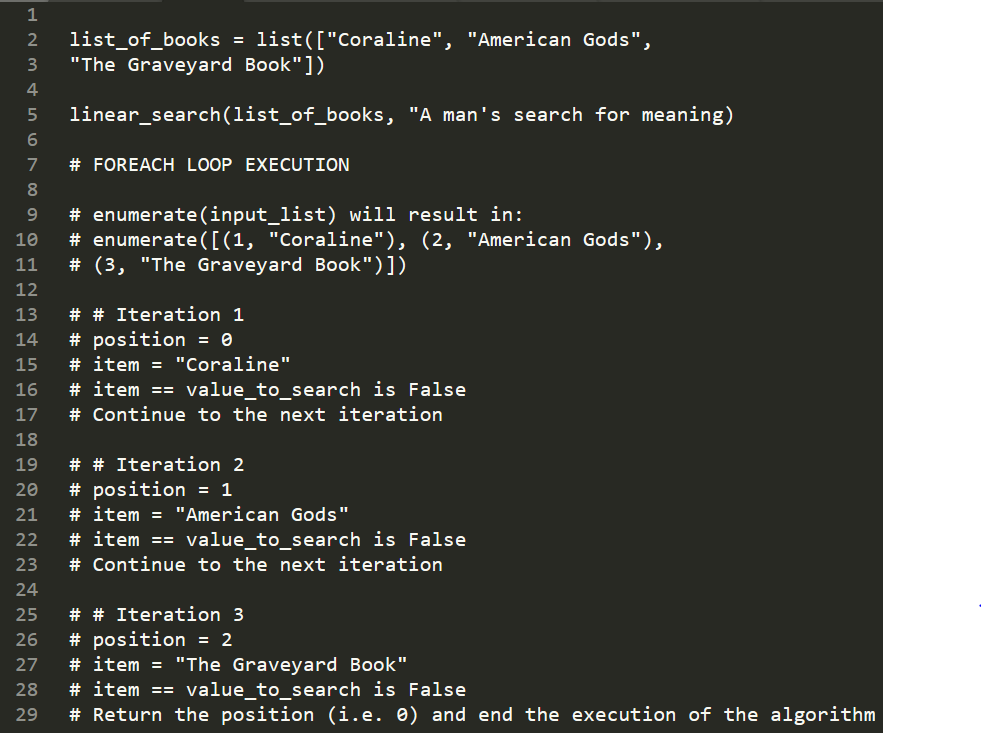 1
2 list_of_books = list(["Coraline", "American Gods",
3 "The Graveyard Book"])
4
5 linear_search(list_of_books, "A man's search for meaning)
6
7 # FOREACH LOOP EXECUTION
8
9 # enumerate(input_list) will result in:
10 # enumerate([(1, "Coraline"), (2, "American Gods"),
11 # (3, "The Graveyard Book")])
12
13 # # Iteration 1
14 # position = 0
15 # item = "Coraline"
16 # item == value_to_search is False
17 # Continue to the next iteration
18
19 # # Iteration 2
20 # position = 1
21 # item = "American Gods"
22 # item == value_to_search is False
23 # Continue to the next iteration
24
25 # # Iteration 3
26 # position = 2
27 # item = "The Graveyard Book"
28 # item == value_to_search is False
29 # Return the position (i.e. 0) and end the execution of the algorithm